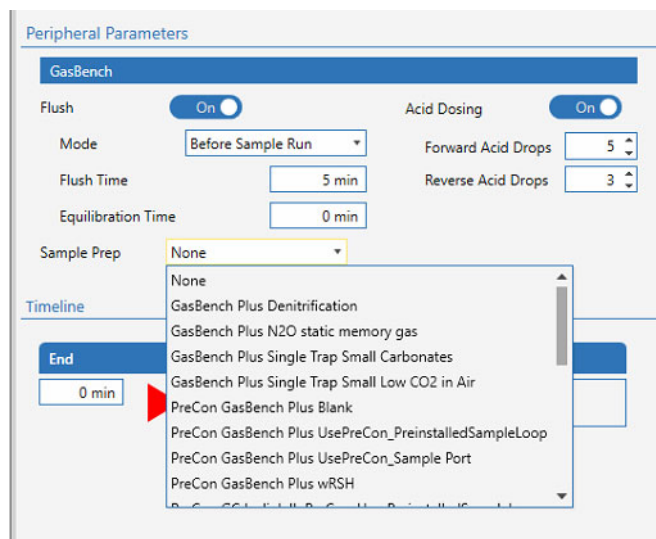 Peripheral Parameters
GasBench
Flush On Acid Dosing On
Mode Before Sample Run Forward Acid Drops 5
Flush Time 5 min Reverse Acid Drops 3
Equilibration Time 0 min
Sample Prep None
None
Timeline
GasBench Plus Denitrification
GasBench Plus N2O static memory gas
End
GasBench Plus Single Trap Small Carbonates
GasBench Plus Single Trap Small Low CO2 in Air
0 min
PreCon GasBench Plus Blank
PreCon GasBench Plus UsePreCon_PreinstalledSampleLoop
PreCon GasBench Plus UsePreCon_Sample Port
PreCon GasBench Plus wRSH